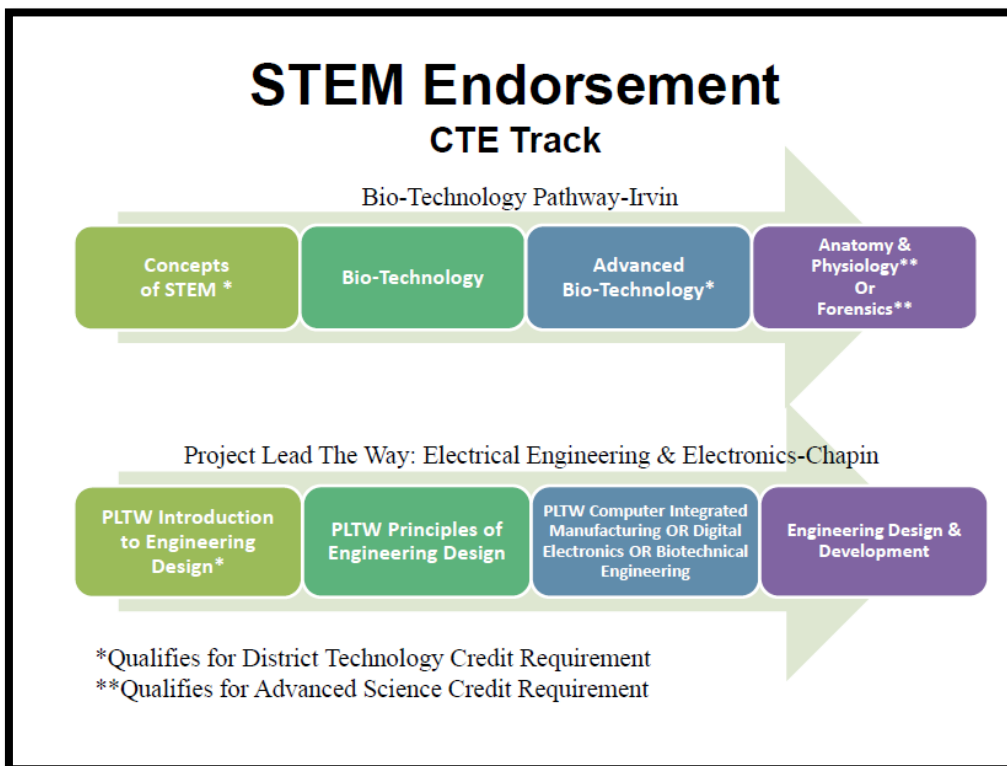 STEM Endorsement
CTE Track
Bio-Technology Pathway-Irvin
Concepts
of STEM *
Bio-Technology
Advanced
Bio-Technology*
Anatomy &
Physiology**
Or
Forensics**
Project Lead The Way: Electrical Engineering & Electronics-Chapin
PLTW Introduction
to Engineering
Design*
PLTW Principles of
Engineering Design
PLTW Computer Integrated
Manufacturing OR Digital
Electronics OR Biotechnical
Engineering
Engineering Design &
Development
*Qualifies for District Technology Credit Requirement
**Qualifies for Advanced Science Credit Requirement